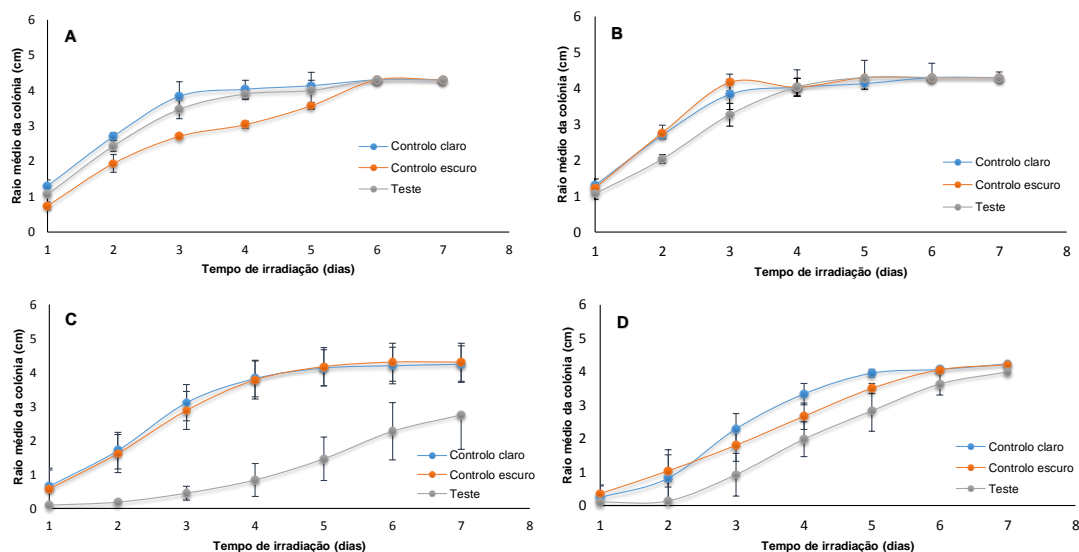 A
Raio médio da colónia (cm)
6
5
4
3
2
1
0
Controlo claro
Controlo escuro
Teste
1 2 3 4 5 6 7 8
Tempo de irradiação (dias)
B
Raio médio da colónia (cm)
6
5
4
3
2
1
0
Controlo claro
Controlo escuro
Teste
1 2 3 4 5 6 7 8
Tempo de irradiação (dias)
C
Raio médio da colónia (cm)
6
5
4
3
2
1
0
Controlo claro
Controlo escuro
Teste
1 2 3 4 5 6 7 8
Tempo de irradiação (dias)
D
Raio médio da colónia (cm)
6
5
4
3
2
1
0
Controlo claro
Controlo escuro
Teste
1 2 3 4 5 6 7 8
Tempo de irradiação (dias)